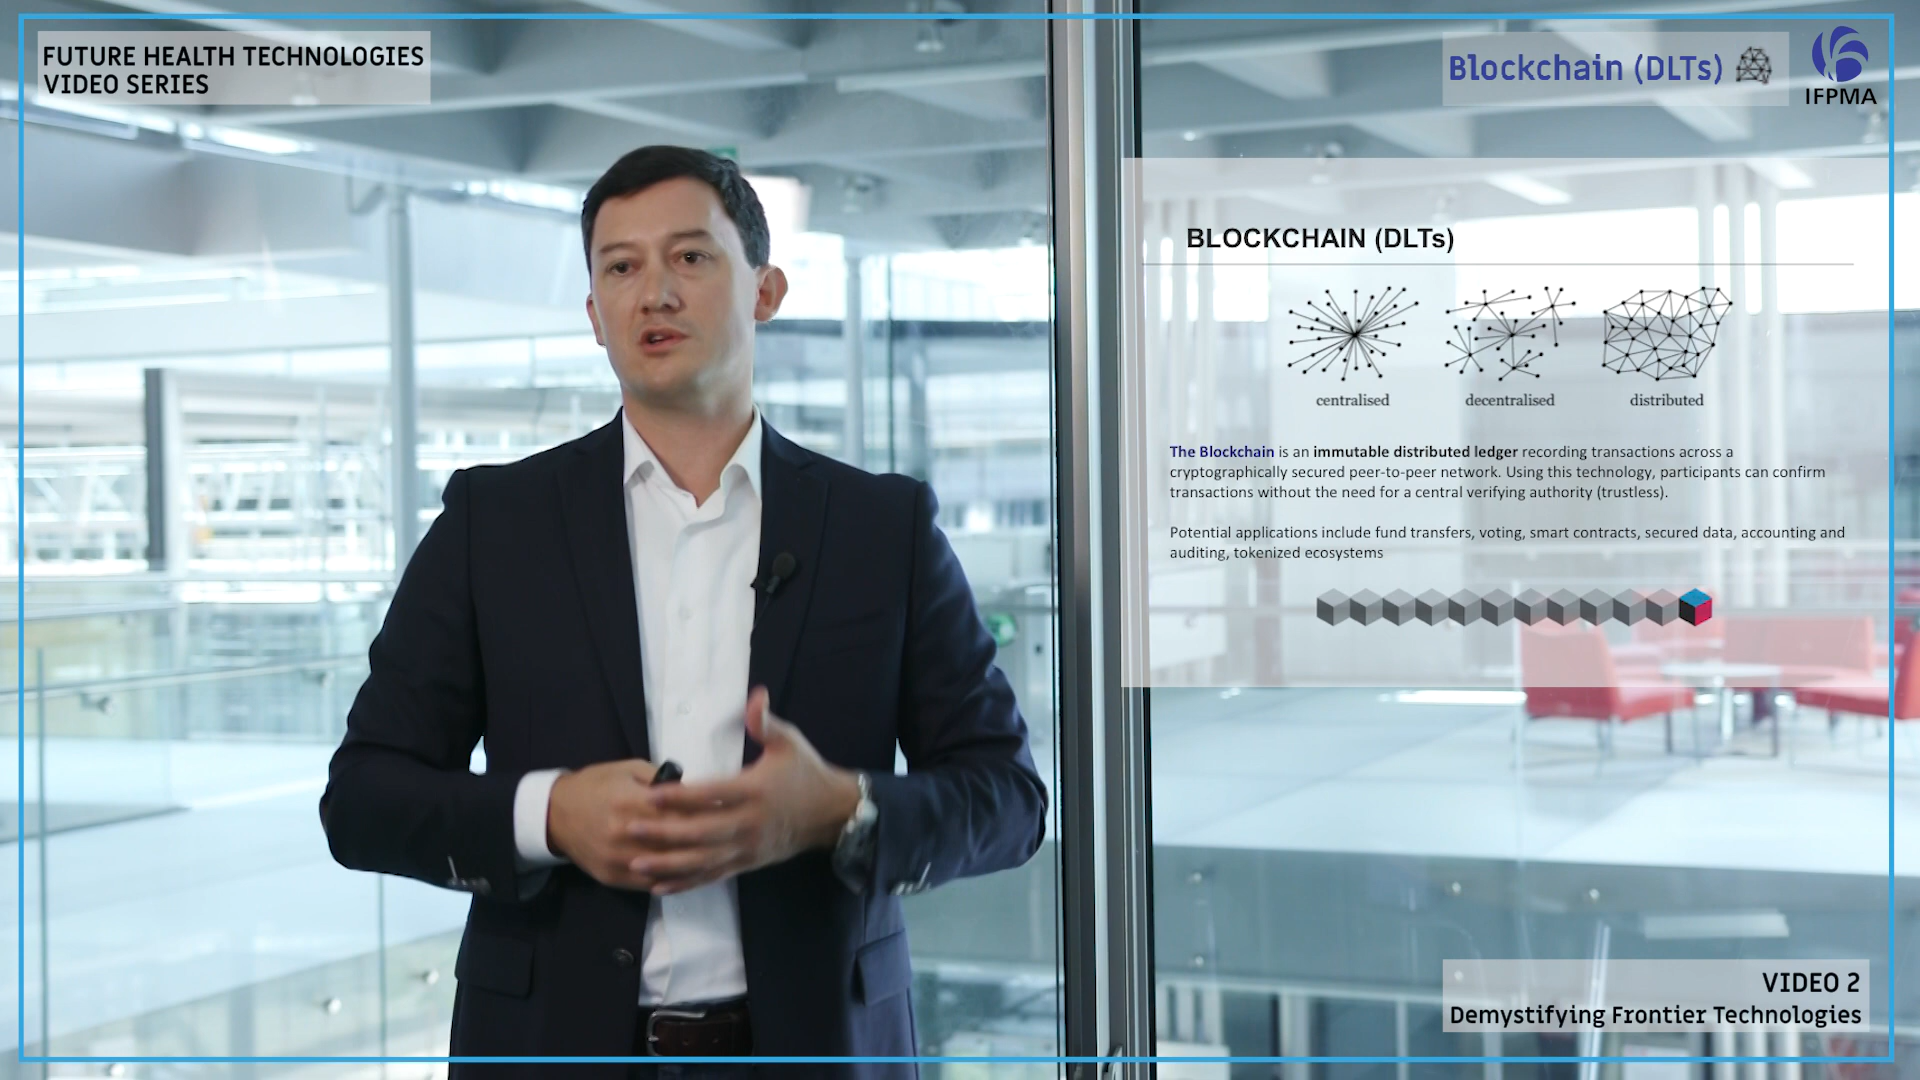 FUTURE HEALTH TECHNOLOGIES
VIDEO SERIES
Blockchain (DLTs)
IFPMA
BLOCKCHAIN (DLTs)
centralised decentralised distributed
The Blockchain is an immutable distributed ledger recording transactions across a
cryptographically secured peer-to-peer network. Using this technology, participants can confirm
transactions without the need for a central verifying authority (trustless).
Potential applications include fund transfers, voting, smart contracts, secured data, accounting and
auditing, tokenized ecosystems
VIDEO 2
Demystifying Frontier Technologies